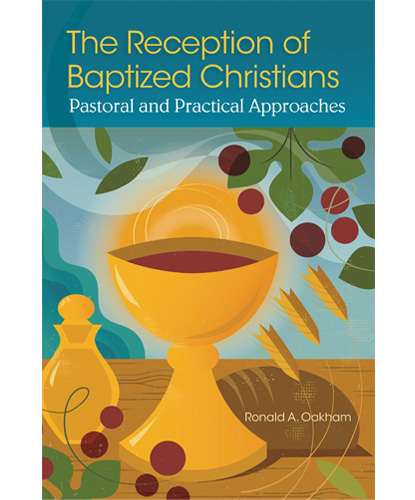 The Reception of
Baptized Christians
Pastoral and Practical Approaches
Ronald A. Oakham